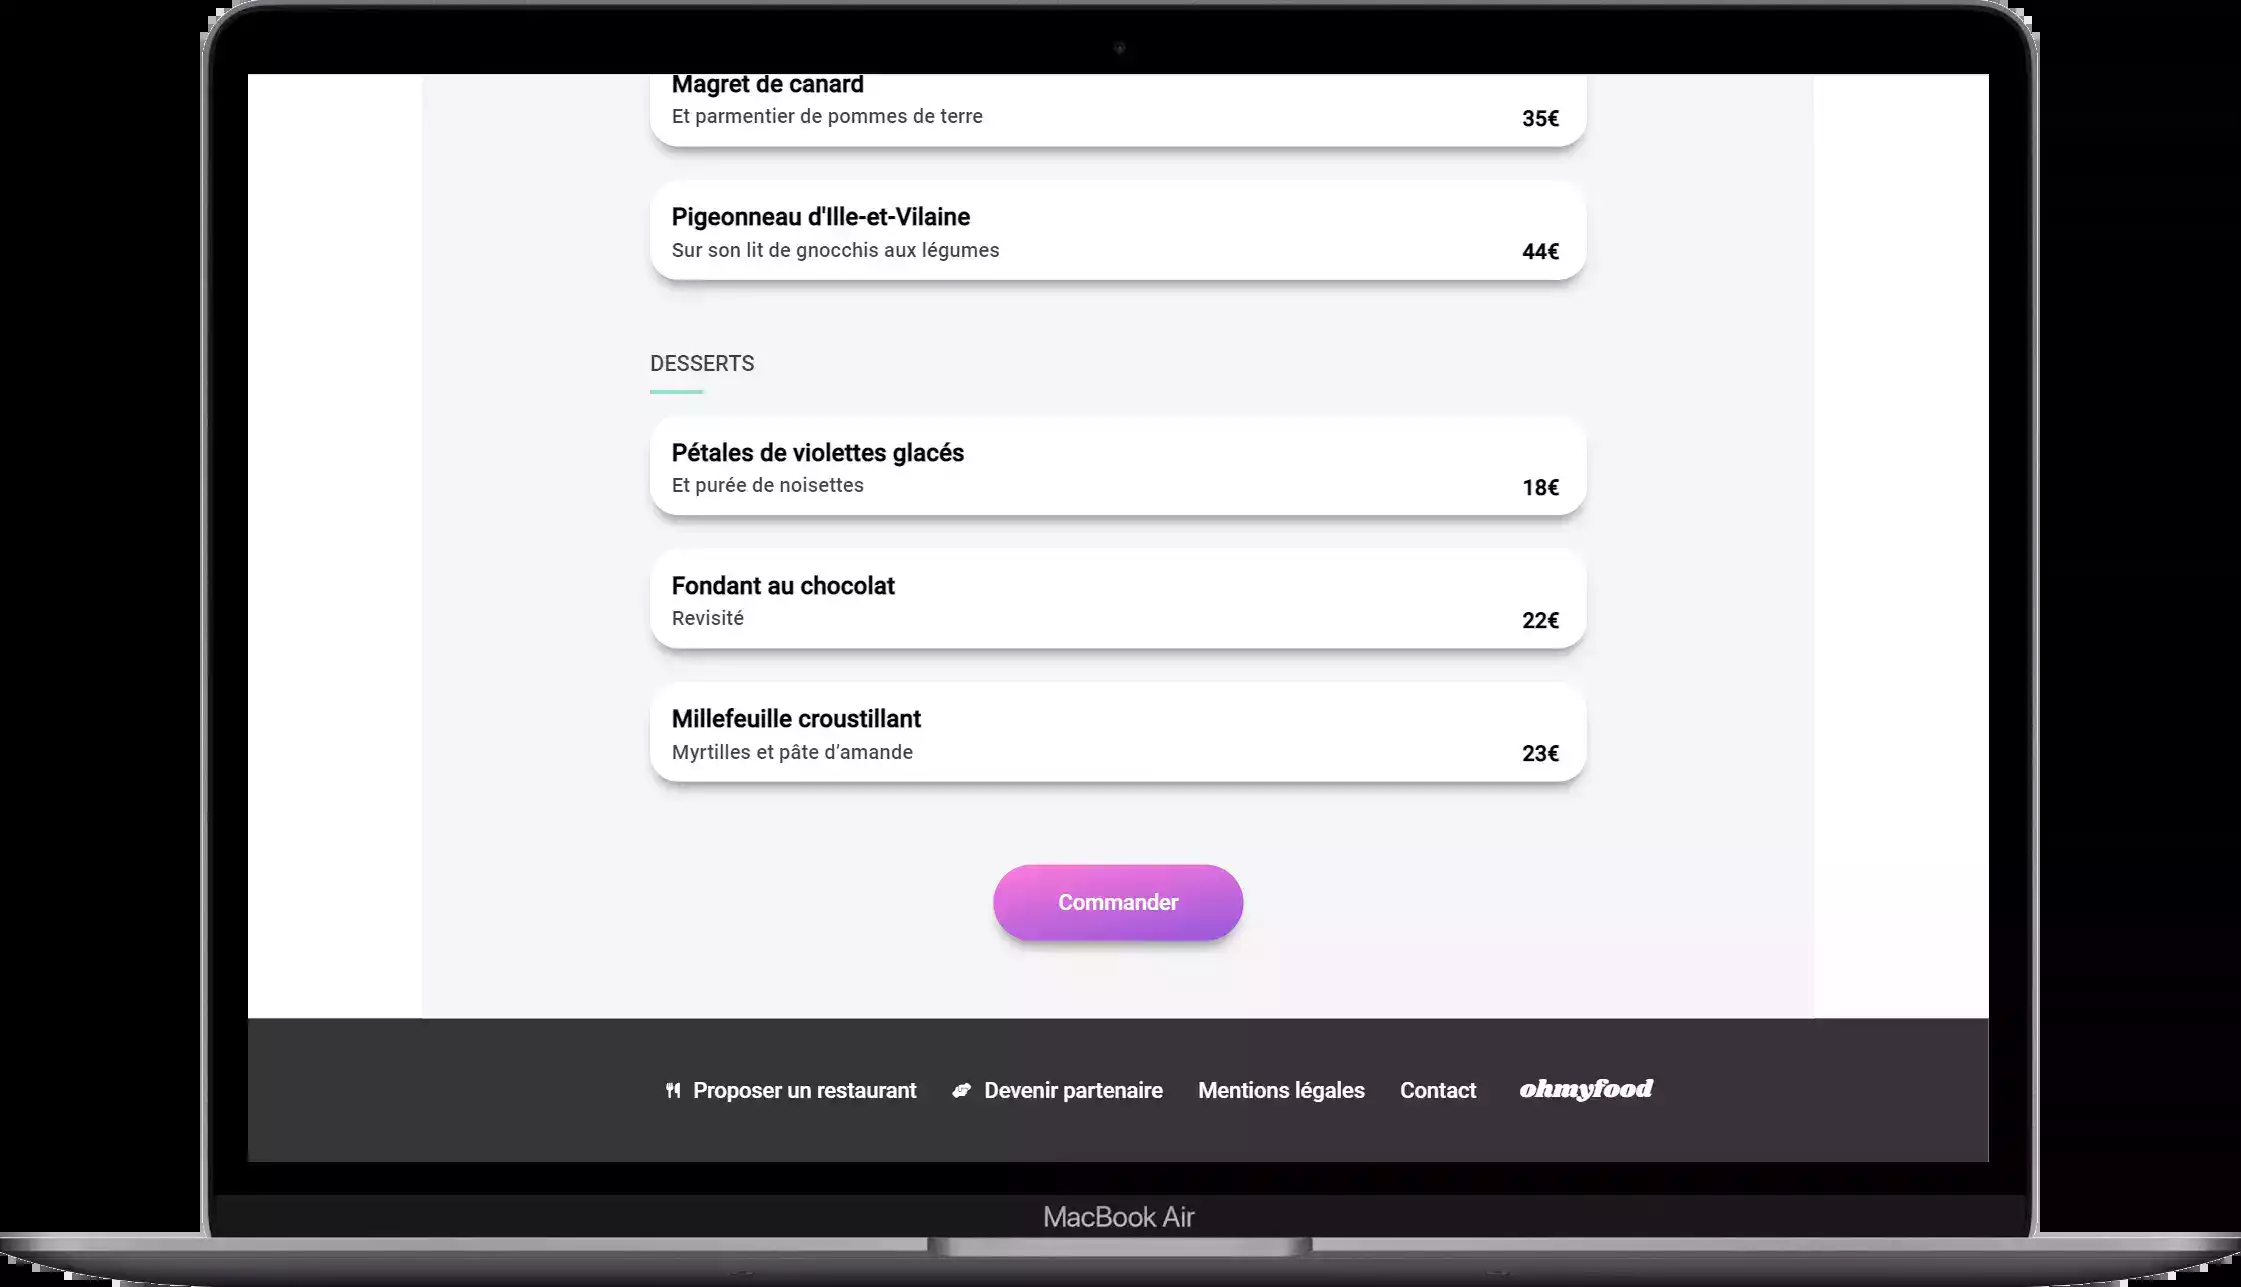 Magret de canard
Et parmentier de pommes de terre
35€
Pigeonneau d'Ille-et-Vilaine
Sur son lit de gnocchis aux légumes
44€
DESSERTS
Pétales de violettes glacés
Et purée de noisettes
18€
Fondant au chocolat
Revisité
22€
Millefeuille croustillant
Myrtilles et pâte d’amande
23€
Commander
Proposer un restaurant Devenir partenaire Mentions légales Contact ohmyfood
MacBook Air